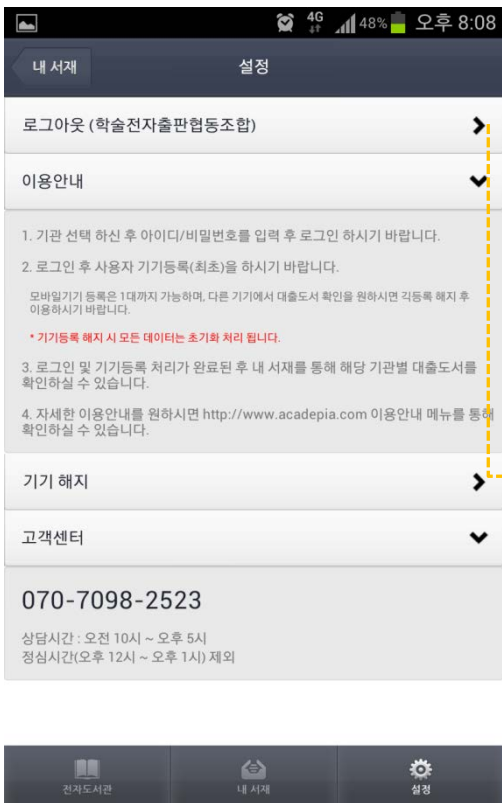 4G 48% 오후 8:08
내 서재 설정
로그아웃 (학술전자출판협동조합)
이용안내
1. 기관 선택 하신 후 아이디/비밀번호를 입력 후 로그인 하시기 바랍니다.
2. 로그인 후 사용자 기기등록(최초)을 하시기 바랍니다.
모바일기기 등록은 1대까지 가능하며, 다른 기기에서 대출도서 확인을 원하시면 긱등록 해지 후
이용하시기 바랍니다.
* 기기등록 해지 시 모든 데이터는 초기화 처리 됩니다.
3. 로그인 및 기기등록 처리가 완료된 후 내 서재를 통해 해당 기관별 대출도서를
확인하실 수 있습니다.
4. 자세한 이용안내를 원하시면 http://www.acadepia.com 이용안내 메뉴를 통해
확인하실 수 있습니다.
기기 해지
고객센터
070-7098-2523
상담시간 : 오전 10시 ~ 오후 5시
정심시간(오후 12시 ~ 오후 1시) 제외
전자도서관 내 서재 설정